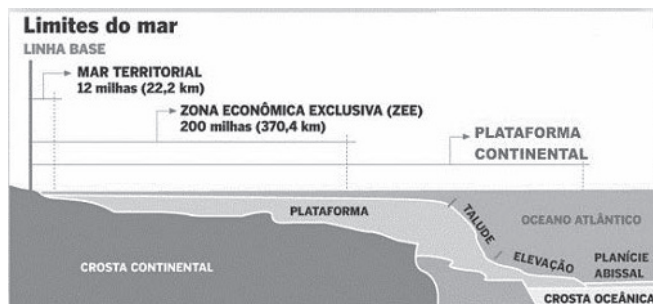 Limites do mar
LINHA BASE
MAR TERRITORIAL
12 milhas (22,2 km)
ZONA ECONÔMICA EXCLUSIVA (ZEE)
200 milhas (370,4 km)
PLATAFORMA
CONTINENTAL
PLATAFORMA
TALUDE
OCEANO ATLÂNTICO
ELEVAÇÃO
PLANÍCIE
ABISSAL
CROSTA CONTINENTAL
CROSTA OCEÂNICA